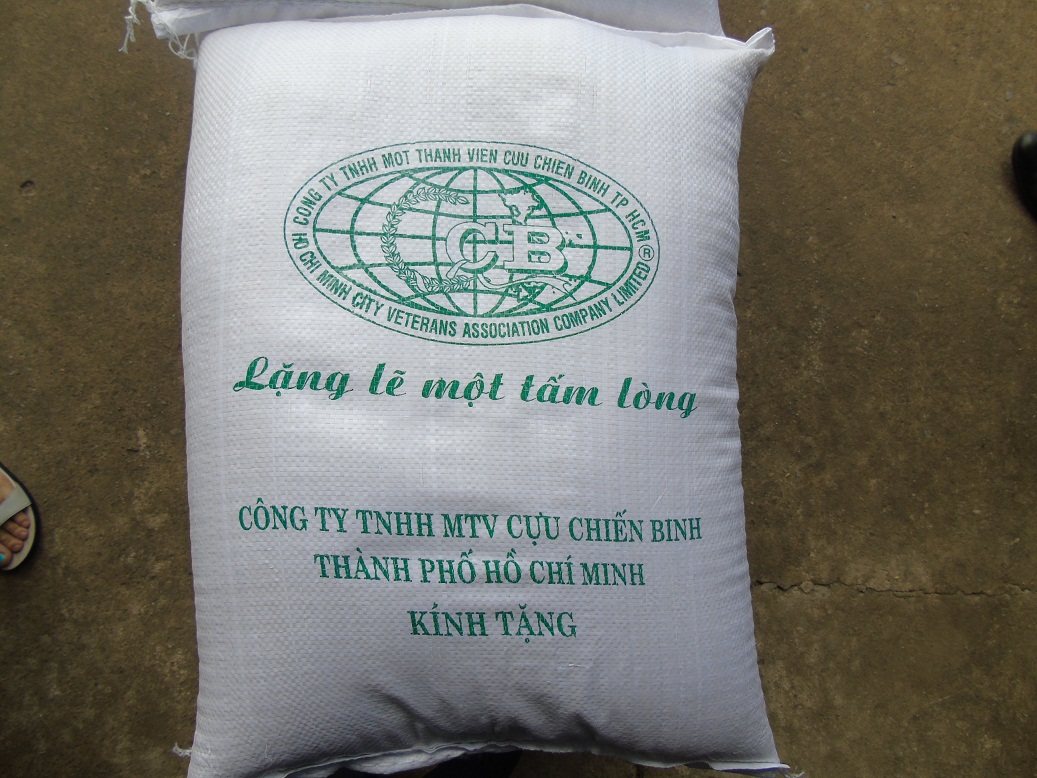 CONG TY TNHH MOT THANH VIEN CUU CHIEN BINH TP HCM ®
CB
HO CHI MINH CITY VETERANS ASSOCIATION COMPANY LIMITED
Lặng lẽ một tấm lòng
CÔNG TY TNHH MTV CỰU CHIẾN BINH
THÀNH PHỐ HỒ CHÍ MINH
KÍNH TẶNG